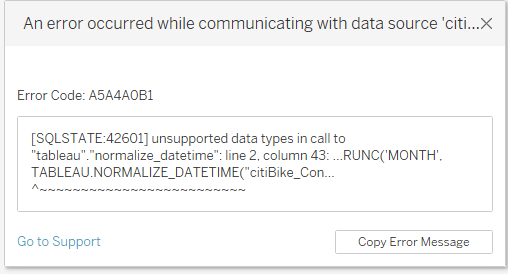 An error occurred while communicating with data source 'citi...
Error Code: A5A4A0B1
[SQLSTATE:42601] unsupported data types in call to
"tableau"."normalize_datetime": line 2, column 43: ...RUNC('MONTH',
TABLEAU.NORMALIZE_DATETIME("citiBike_Con...
^~~~~~~~~~~~~~~~~~~~~~~~~~
Go to Support
Copy Error Message